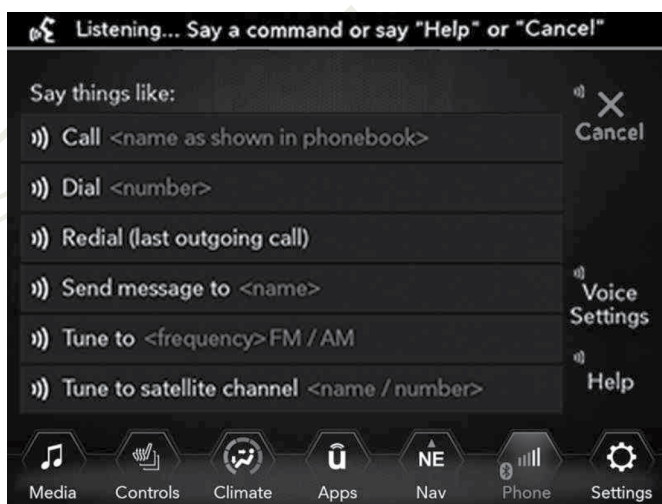 Listening... Say a command or say "Help" or "Cancel"
Say things like:
Call <name as shown in phonebook>
Dial <number>
Redial (last outgoing call)
Send message to <name>
Tune to <frequency> FM / AM
Tune to satellite channel <name / number>
Cancel
Voice
Settings
Help
û
NE
Media
Controls
Climate
Apps
Nav
Phone
Settings